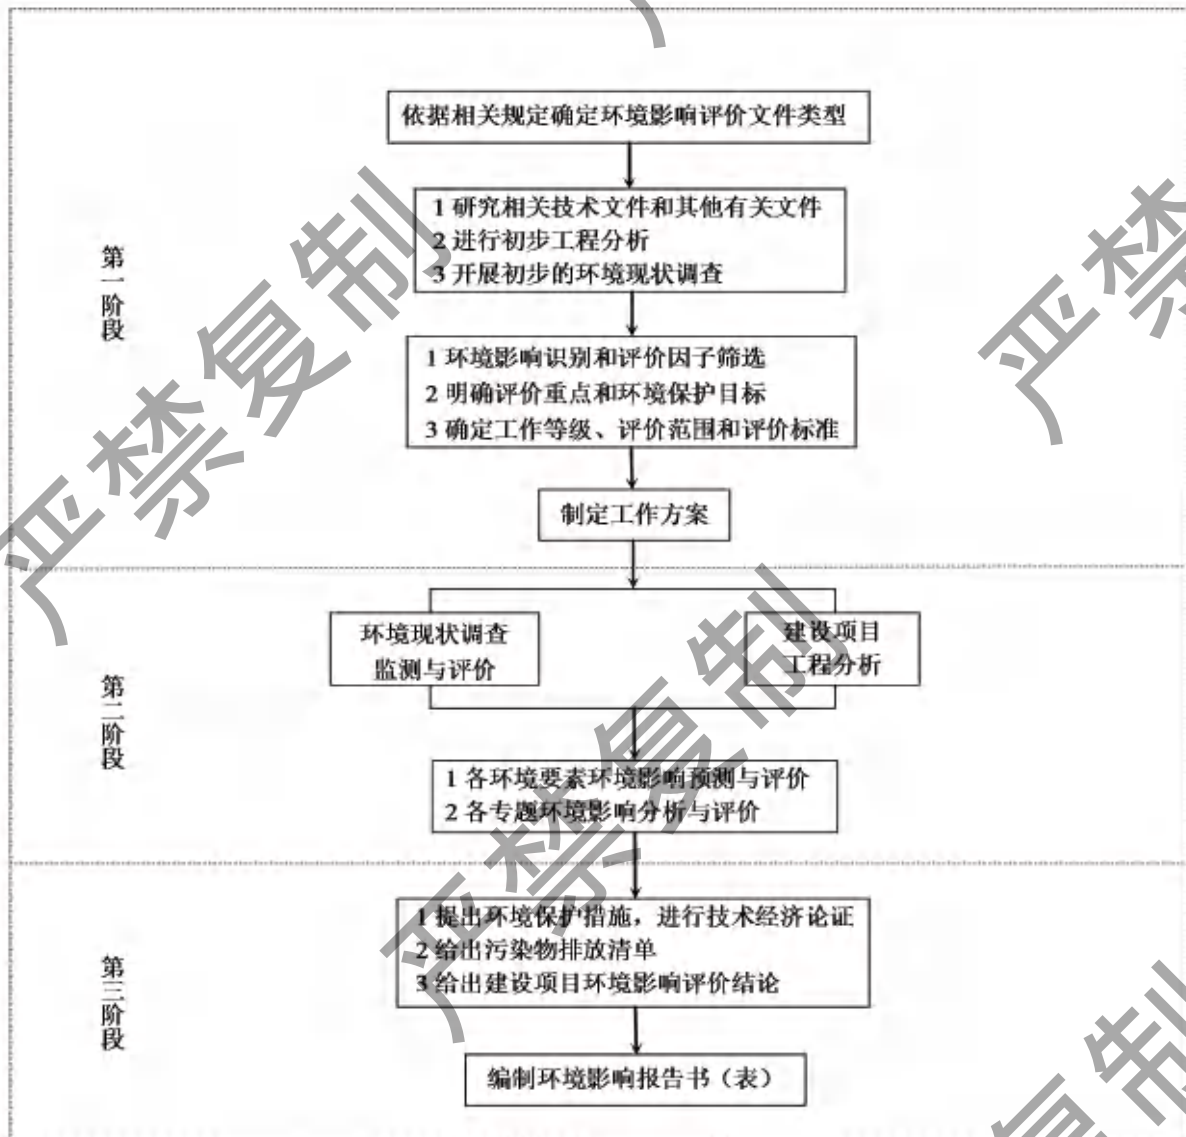 严禁复制
依据相关规定确定环境影响评价文件类型
1 研究相关技术文件和其他有关文件
2 进行初步工程分析
3 开展初步的环境现状调查
第一阶段
严禁
1 环境影响识别和评价因子筛选
2 明确评价重点和环境保护目标
3 确定工作等级、评价范围和评价标准
制定工作方案
环境现状调查
监测与评价
建设项目
工程分析
第二阶段
严禁复制
1 各环境要素环境影响预测与评价
2 各专题环境影响分析与评价
1 提出环境保护措施，进行技术经济论证
2 给出污染物排放清单
3 给出建设项目环境影响评价结论
第三阶段
编制环境影响报告书（表）
制